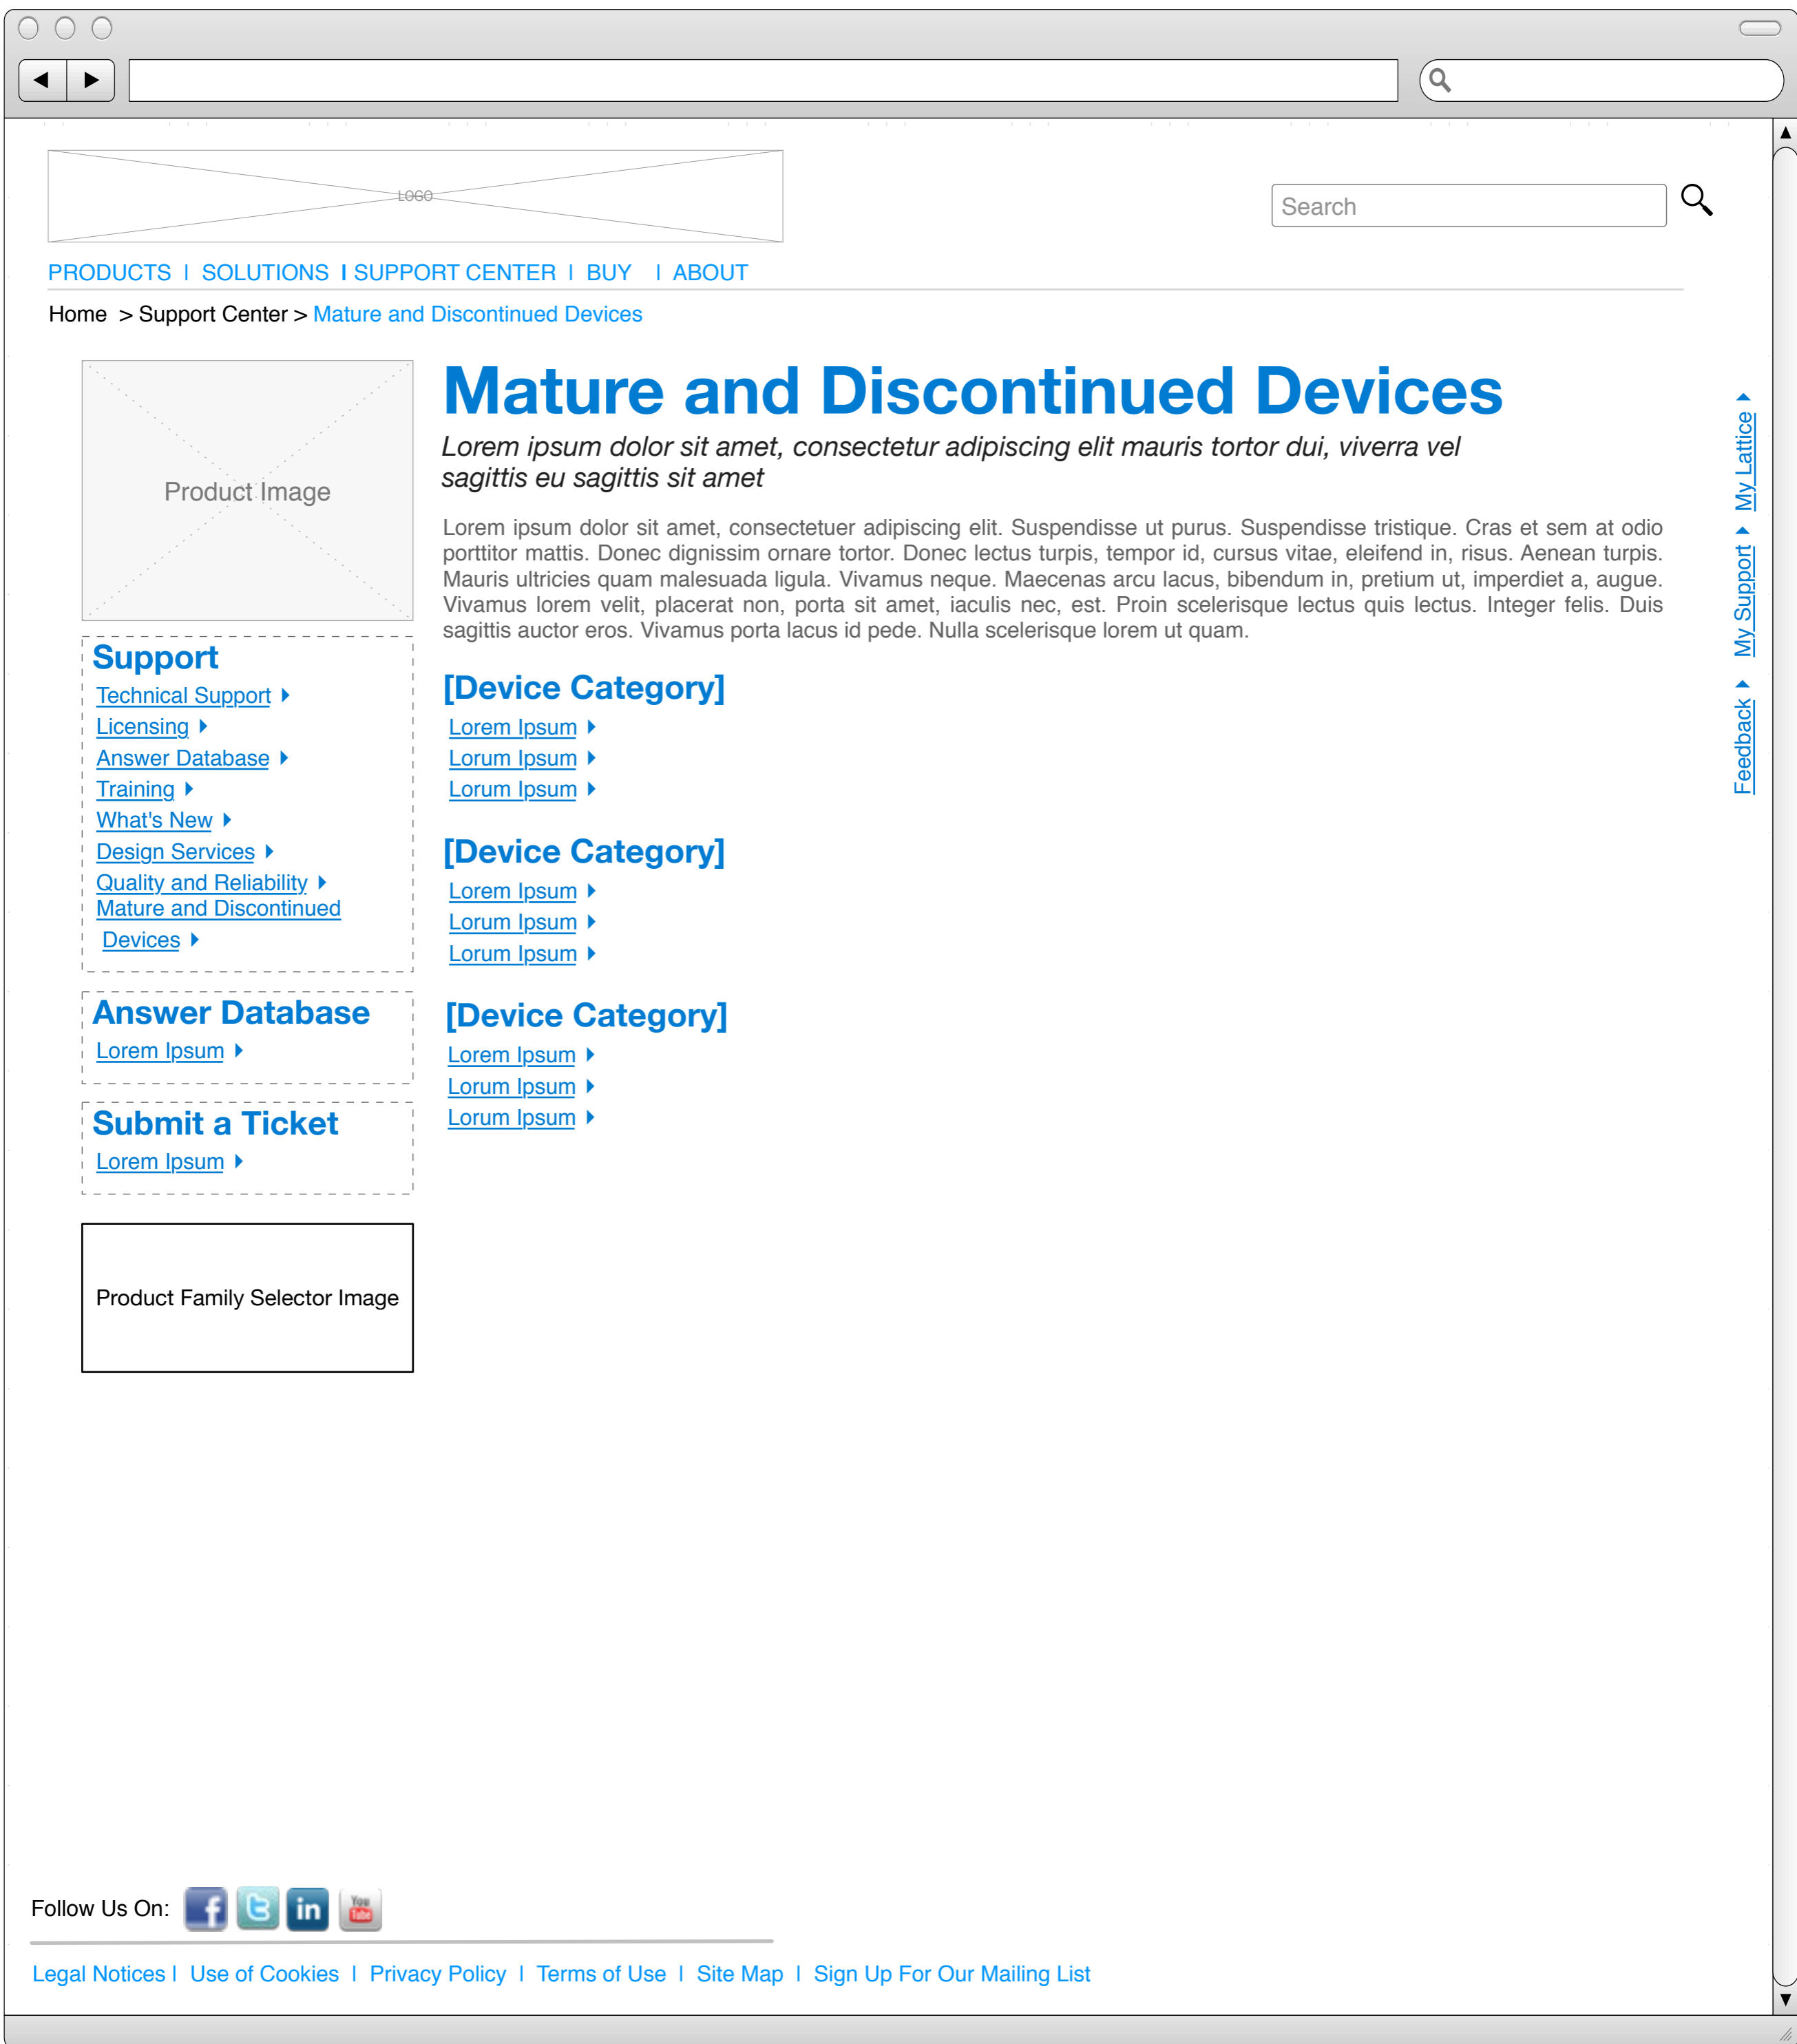 LOGO
Search
PRODUCTS | SOLUTIONS | SUPPORT CENTER | BUY | ABOUT
Home > Support Center > Mature and Discontinued Devices
Product Image
Support
Technical Support
Licensing
Answer Database
Training
What's New
Design Services
Quality and Reliability
Mature and Discontinued
Devices
Answer Database
Lorem Ipsum
Submit a Ticket
Lorem Ipsum
Product Family Selector Image
Mature and Discontinued Devices
Lorem ipsum dolor sit amet, consectetur adipiscing elit mauris tortor dui, viverra vel
sagittis eu sagittis sit amet
Lorem ipsum dolor sit amet, consectetuer adipiscing elit. Suspendisse ut purus. Suspendisse tristique. Cras et sem at odio
porttitor mattis. Donec dignissim ornare tortor. Donec lectus turpis, tempor id, cursus vitae, eleifend in, risus. Aenean turpis.
Mauris ultricies quam malesuada ligula. Vivamus neque. Maecenas arcu lacus, bibendum in, pretium ut, imperdiet a, augue.
Vivamus lorem velit, placerat non, porta sit amet, iaculis nec, est. Proin scelerisque lectus quis lectus. Integer felis. Duis
sagittis auctor eros. Vivamus porta lacus id pede. Nulla scelerisque lorem ut quam.
[Device Category]
Lorem Ipsum
Lorum Ipsum
Lorum Ipsum
[Device Category]
Lorem Ipsum
Lorum Ipsum
Lorum Ipsum
[Device Category]
Lorem Ipsum
Lorum Ipsum
Lorum Ipsum
My Lattice
My Support
Feedback
Follow Us On: f t in You Tube
Legal Notices | Use of Cookies | Privacy Policy | Terms of Use | Site Map | Sign Up For Our Mailing List